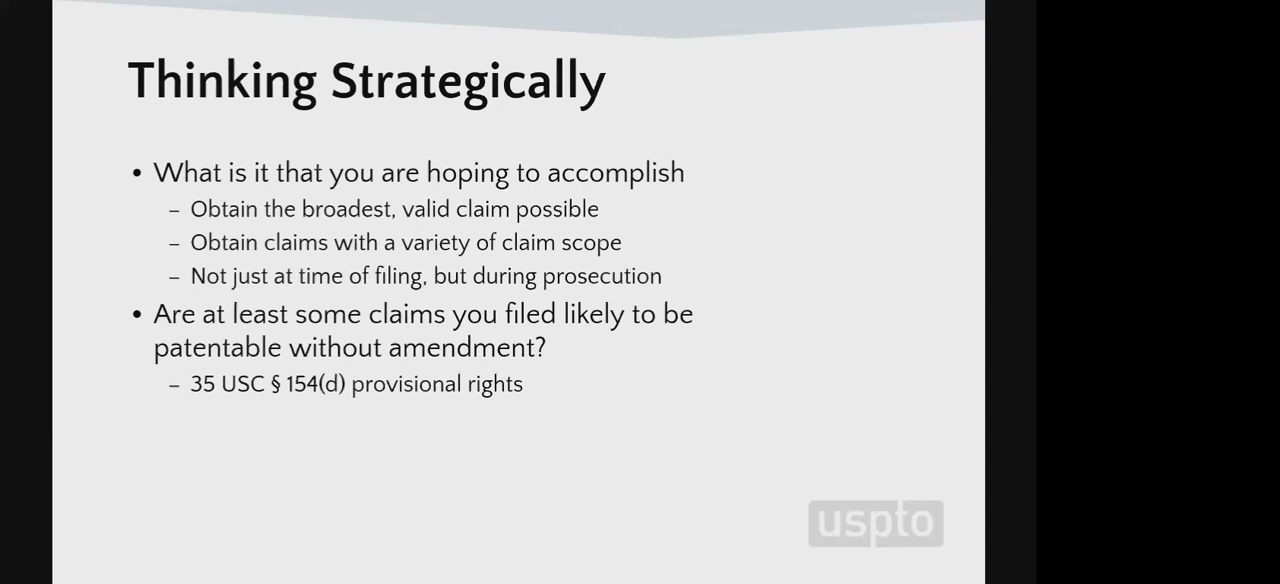 Thinking Strategically
• What is it that you are hoping to accomplish
– Obtain the broadest, valid claim possible
– Obtain claims with a variety of claim scope
– Not just at time of filing, but during prosecution
• Are at least some claims you filed likely to be
patentable without amendment?
– 35 USC § 154(d) provisional rights
uspto